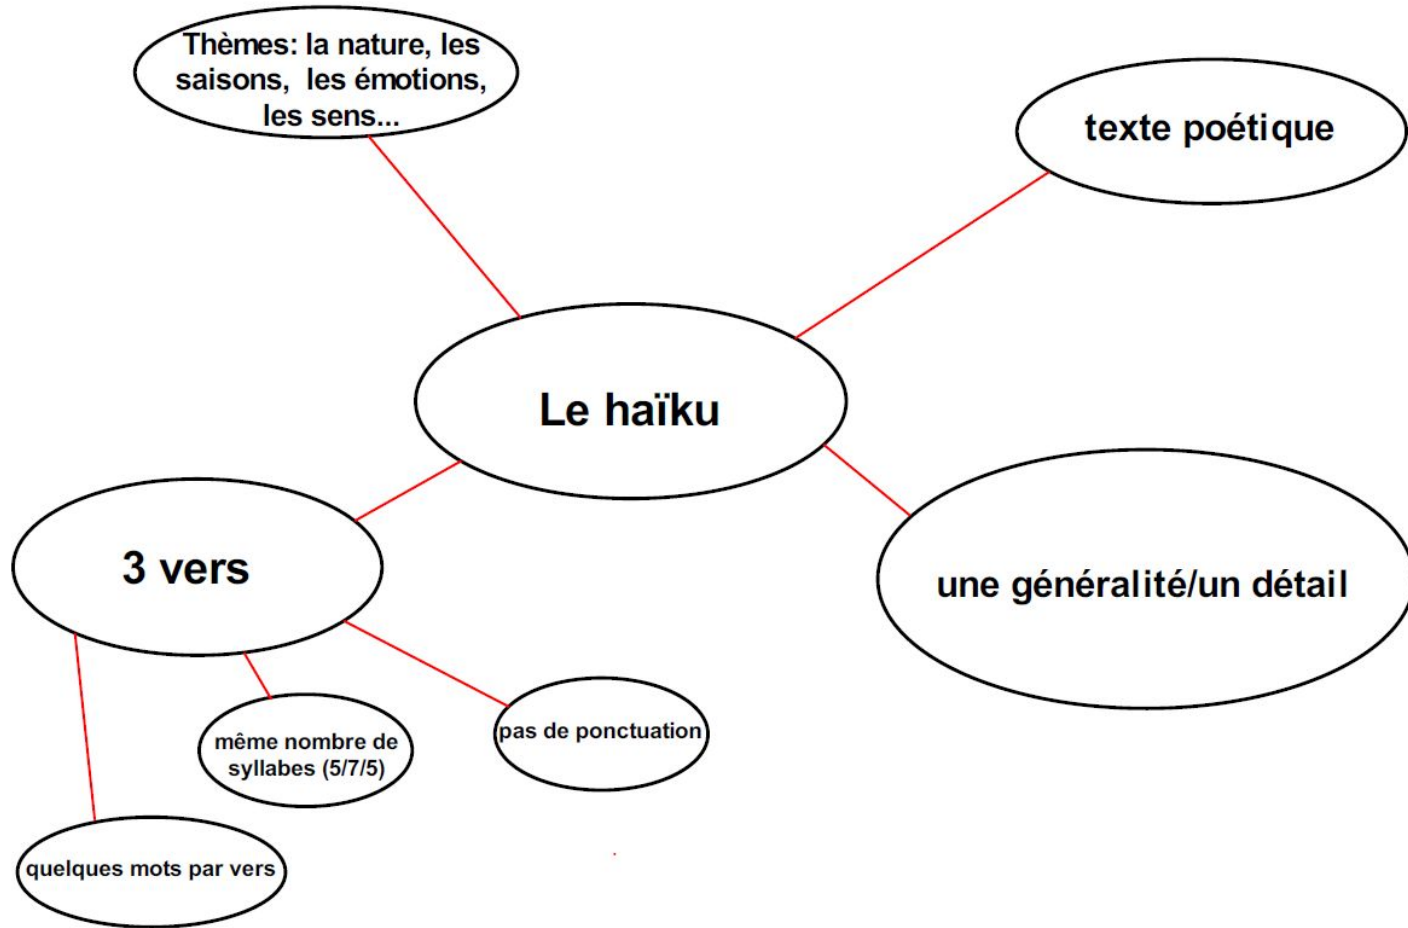 Thèmes: la nature, les
saisons, les émotions,
les sens...
texte poétique
Le haïku
3 vers
une généralité/un détail
même nombre de
syllabes (5/7/5)
pas de ponctuation
quelques mots par vers